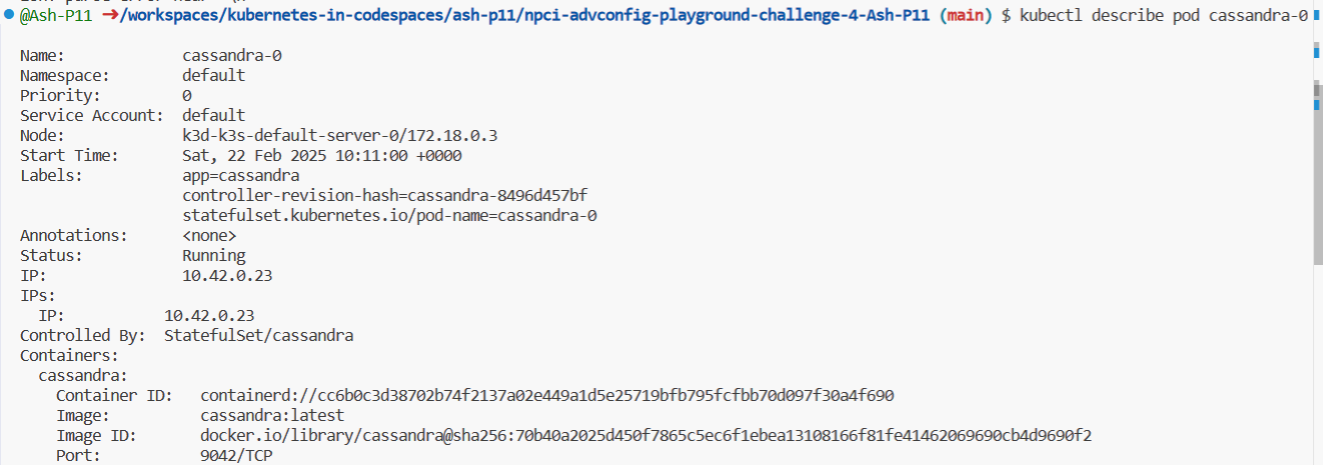 @Ash-P11 ➜/workspaces/kubernetes-in-codespaces/ash-p11/npci-advconfig-playground-challenge-4-Ash-P11 (main) $ kubectl describe pod cassandra-0
Name: cassandra-0
Namespace: default
Priority: 0
Service Account: default
Node: k3d-k3s-default-server-0/172.18.0.3
Start Time: Sat, 22 Feb 2025 10:11:00 +0000
Labels: app=cassandra
controller-revision-hash=cassandra-8496d457bf
statefulset.kubernetes.io/pod-name=cassandra-0
Annotations: <none>
Status: Running
IP: 10.42.0.23
IPs:
IP: 10.42.0.23
Controlled By: StatefulSet/cassandra
Containers:
cassandra:
Container ID: containerd://cc6b0c3d38702b74f2137a02e449a1d5e25719bfb795fcfbb70d097f30a4f690
Image: cassandra:latest
Image ID: docker.io/library/cassandra@sha256:70b40a2025d450f7865c5ec6f1ebea13108166f81fe41462069690cb4d9690f2
Port: 9042/TCP